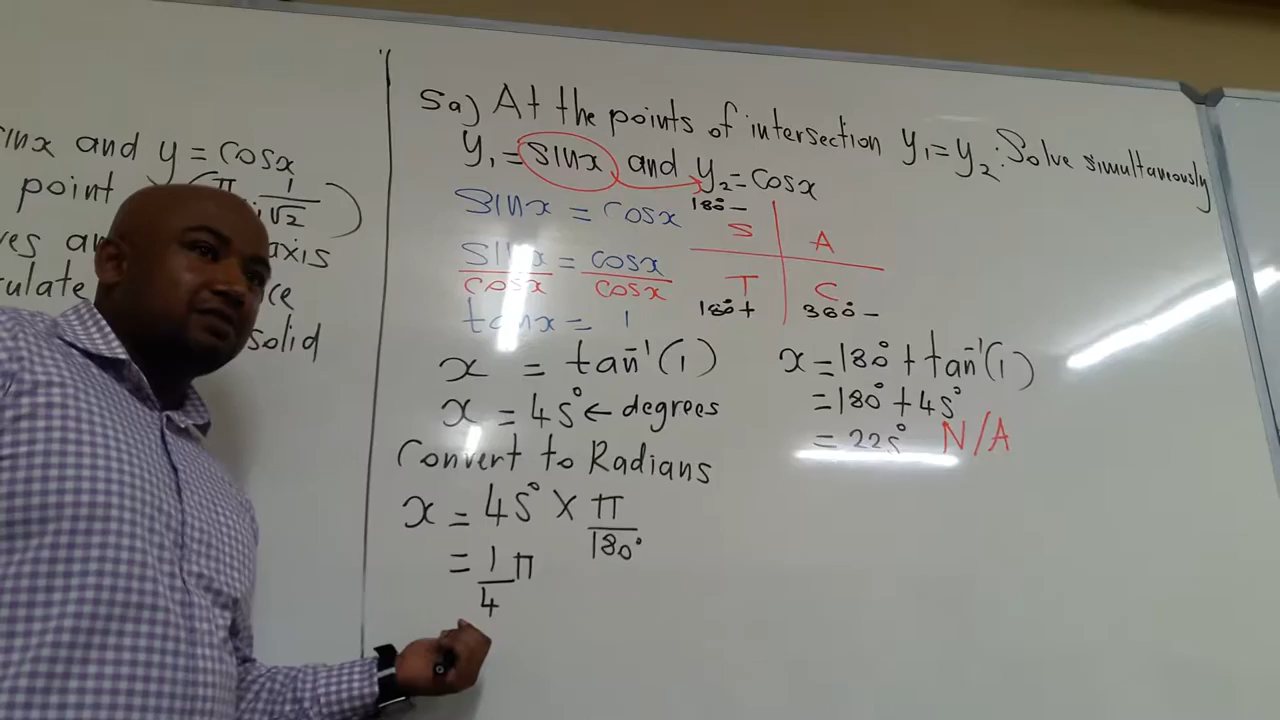 sinx and y = cosx
point (π, 1/√2)
axis
solid
5a) At the points of intersection y₁=y₂ ∴ Solve simultaneously
y₁ = sinx and y₂ = cosx
sinx = cosx
sinx/cosx = cosx/cosx
tanx = 1
180°-
S A
T C
180°+ 360°-
x = tan⁻¹(1)
x = 45° ← degrees
Convert to Radians
x = 45° × π/180°
= 1/4 π
x = 180° + tan⁻¹(1)
= 180° + 45°
= 225° N/A